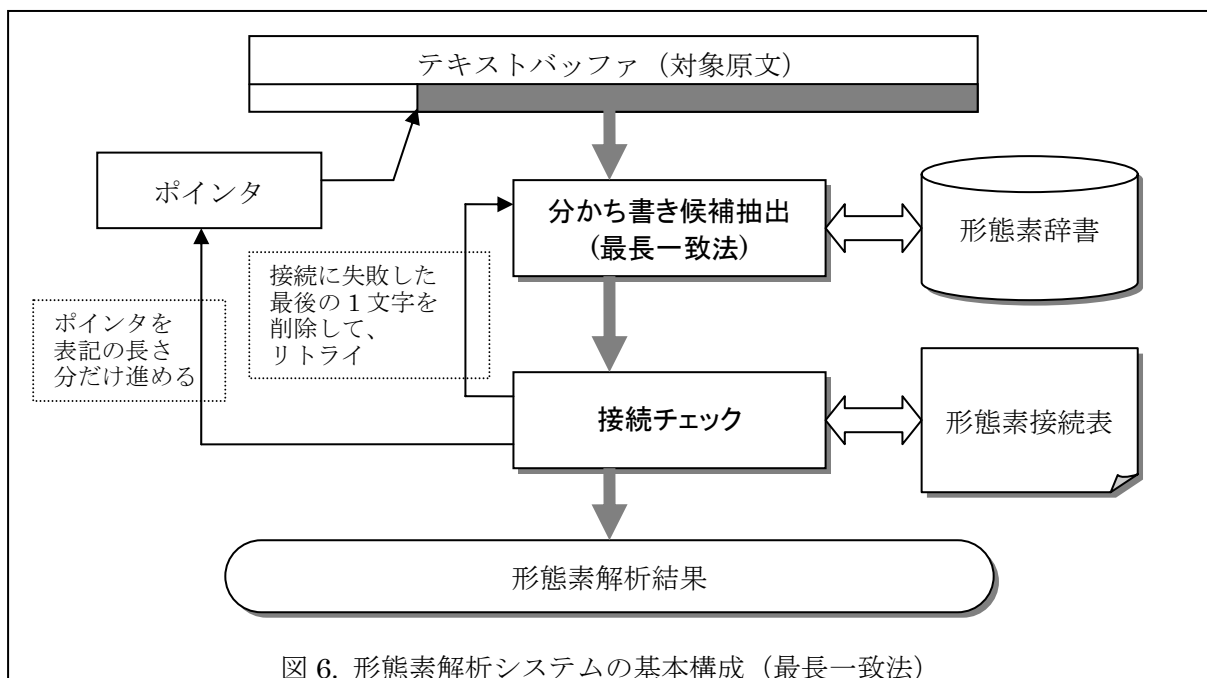 テキストバッファ（対象原文）
ポインタ
分かち書き候補抽出
(最長一致法)
形態素辞書
接続に失敗した
最後の 1 文字を
削除して、
リトライ
ポインタを
表記の長さ
分だけ進める
接続チェック
形態素接続表
形態素解析結果
図 6. 形態素解析システムの基本構成（最長一致法）